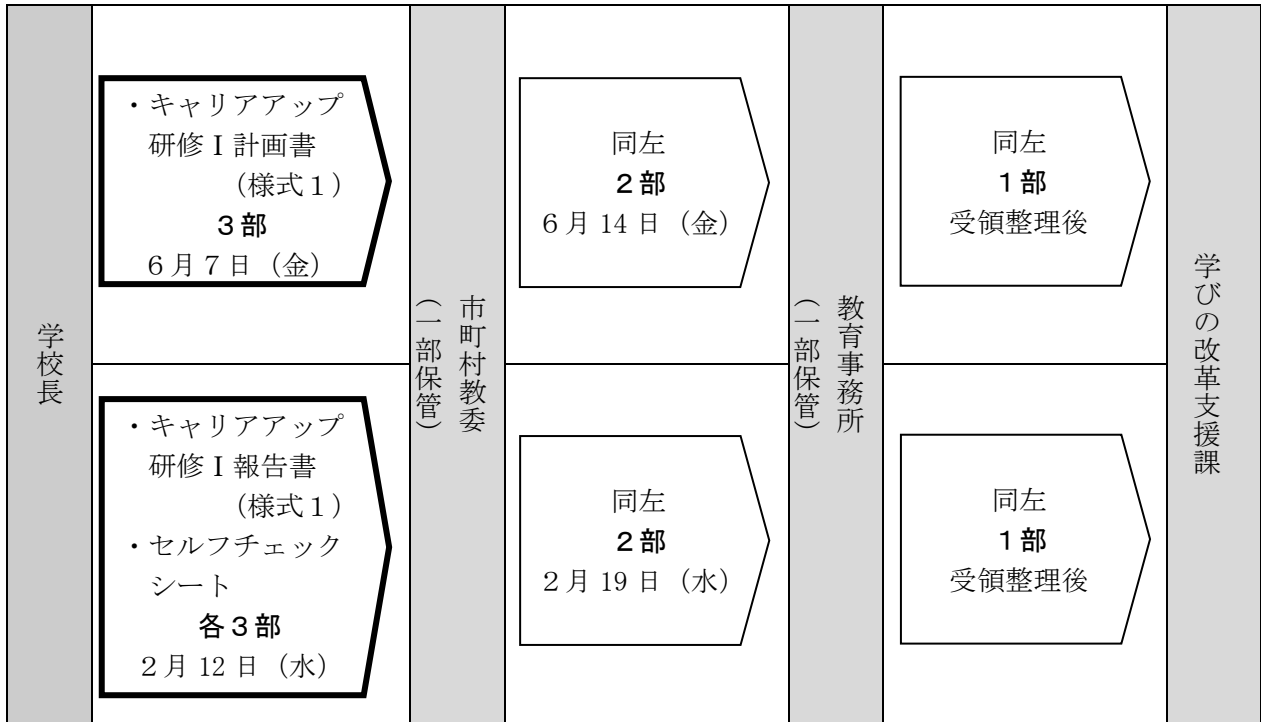 学校長
・キャリアアップ
研修Ⅰ計画書
（様式１）
３部
６月７日（金）
・キャリアアップ
研修Ⅰ報告書
（様式１）
・セルフチェック
シート
各３部
２月 12 日（水）
市町村教委
（一部保管）
同左
２部
６月 14 日（金）
同左
２部
２月 19 日（水）
教育事務所
（一部保管）
同左
１部
受領整理後
同左
１部
受領整理後
学びの改革支援課